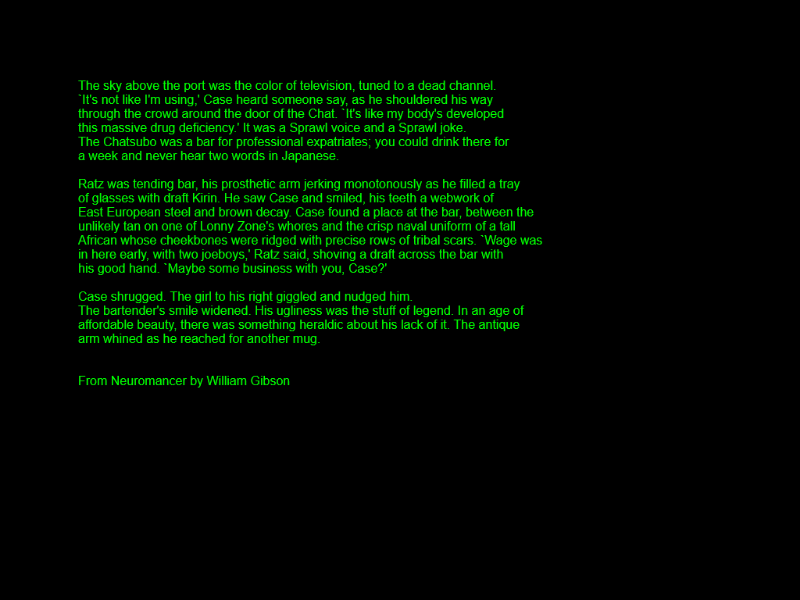 The sky above the port was the color of television, tuned to a dead channel.
`It's not like I'm using,' Case heard someone say, as he shouldered his way
through the crowd around the door of the Chat. `It's like my body's developed
this massive drug deficiency.' It was a Sprawl voice and a Sprawl joke.
The Chatsubo was a bar for professional expatriates; you could drink there for
a week and never hear two words in Japanese.

Ratz was tending bar, his prosthetic arm jerking monotonously as he filled a tray
of glasses with draft Kirin. He saw Case and smiled, his teeth a webwork of
East European steel and brown decay. Case found a place at the bar, between the
unlikely tan on one of Lonny Zone's whores and the crisp naval uniform of a tall
African whose cheekbones were ridged with precise rows of tribal scars. `Wage was
in here early, with two joeboys,' Ratz said, shoving a draft across the bar with
his good hand. `Maybe some business with you, Case?'

Case shrugged. The girl to his right giggled and nudged him.
The bartender's smile widened. His ugliness was the stuff of legend. In an age of
affordable beauty, there was something heraldic about his lack of it. The antique
arm whined as he reached for another mug.

From Neuromancer by William Gibson